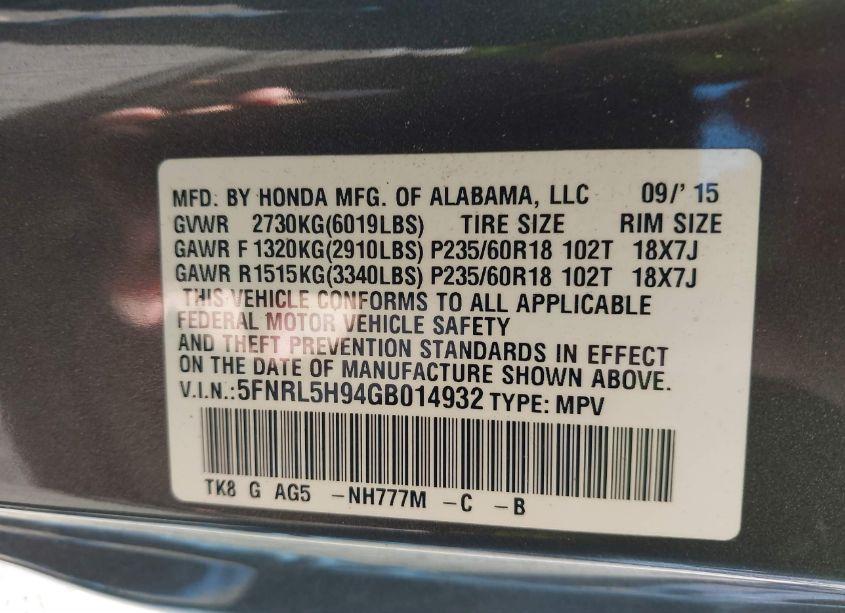 MFD. BY HONDA MFG. OF ALABAMA, LLC 09/' 15
GVWR 2730KG(6019LBS) TIRE SIZE RIM SIZE
GAWR F 1320KG(2910LBS) P235/60R18 102T 18X7J
GAWR R1515KG(3340LBS) P235/60R18 102T 18X7J
THIS VEHICLE CONFORMS TO ALL APPLICABLE
FEDERAL MOTOR VEHICLE SAFETY
AND THEFT PREVENTION STANDARDS IN EFFECT
ON THE DATE OF MANUFACTURE SHOWN ABOVE.
V.I.N.:5FNRL5H94GB014932 TYPE: MPV
TK8 G AG5 -NH777M -C -B